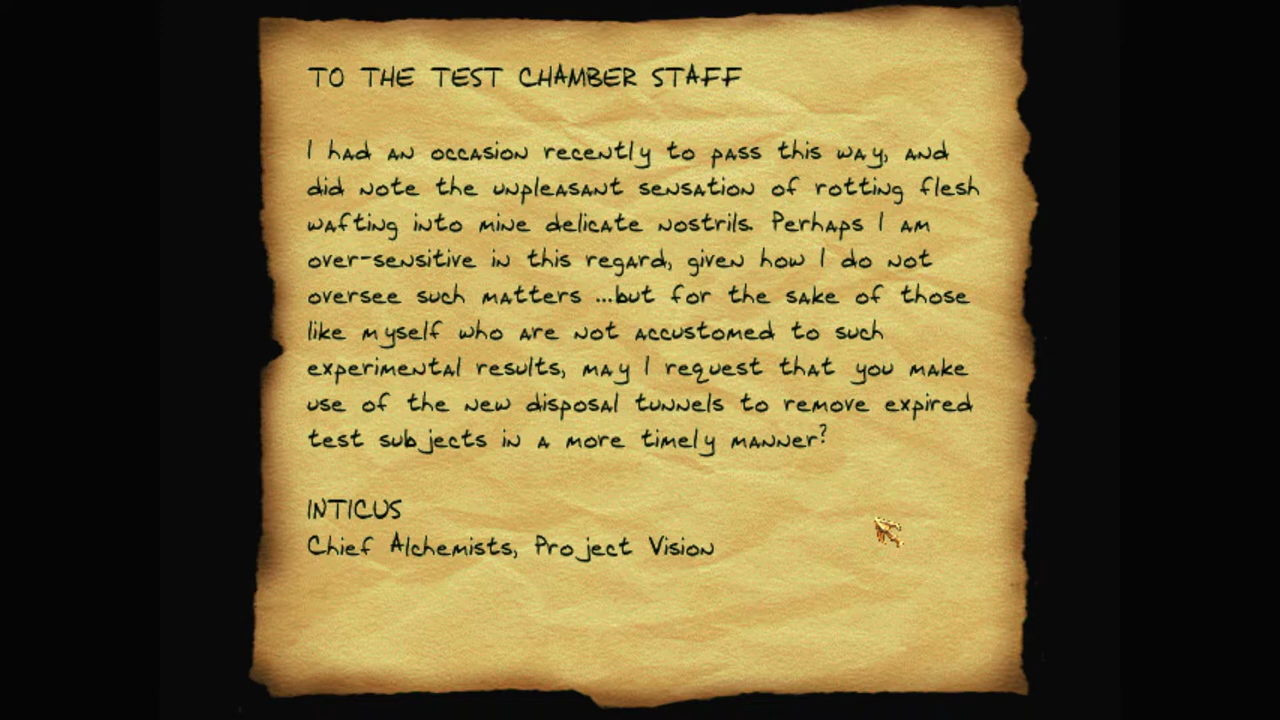 TO THE TEST CHAMBER STAFF
I had an occasion recently to pass this way, and
did note the unpleasant sensation of rotting flesh
wafting into mine delicate nostrils. Perhaps I am
over-sensitive in this regard, given how I do not
oversee such matters ...but for the sake of those
like myself who are not accustomed to such
experimental results, may I request that you make
use of the new disposal tunnels to remove expired
test subjects in a more timely manner?
INTICUS
Chief Alchemists, Project Vision